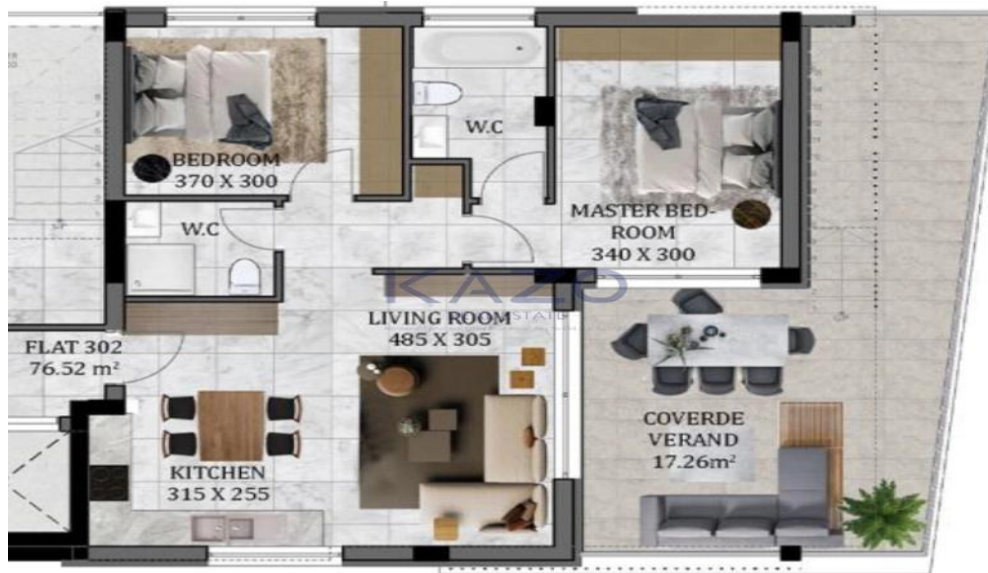 BEDROOM
370 X 300
W.C
W.C
MASTER BED-
ROOM
340 X 300
KAZO
LIVING ROOM
485 X 305
FLAT 302
76.52 m²
COVERDE
VERAND
17.26m²
KITCHEN
315 X 255